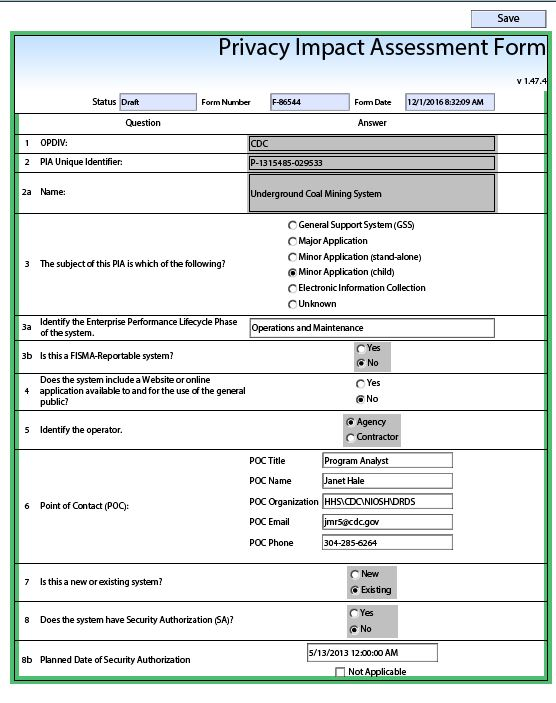 Save
Privacy Impact Assessment Form
v 1.47.4
Status Draft Form Number F-86544 Form Date 12/1/2016 8:32:09 AM
Question Answer
1 OPDIV: CDC
2 PIA Unique Identifier: P-1315485-029533
2a Name: Underground Coal Mining System
3 The subject of this PIA is which of the following?
General Support System (GSS)
Major Application
Minor Application (stand-alone)
Minor Application (child)
Electronic Information Collection
Unknown
3a Identify the Enterprise Performance Lifecycle Phase
of the system.
Operations and Maintenance
3b Is this a FISMA-Reportable system?
Yes
No
4 Does the system include a Website or online
application available to and for the use of the general
public?
Yes
No
5 Identify the operator.
Agency
Contractor
6 Point of Contact (POC):
POC Title Program Analyst
POC Name Janet Hale
POC Organization HHS\CDC\NIOSH\DRDS
POC Email jmr5@cdc.gov
POC Phone 304-285-6264
7 Is this a new or existing system?
New
Existing
8 Does the system have Security Authorization (SA)?
Yes
No
8b Planned Date of Security Authorization
5/13/2013 12:00:00 AM
Not Applicable